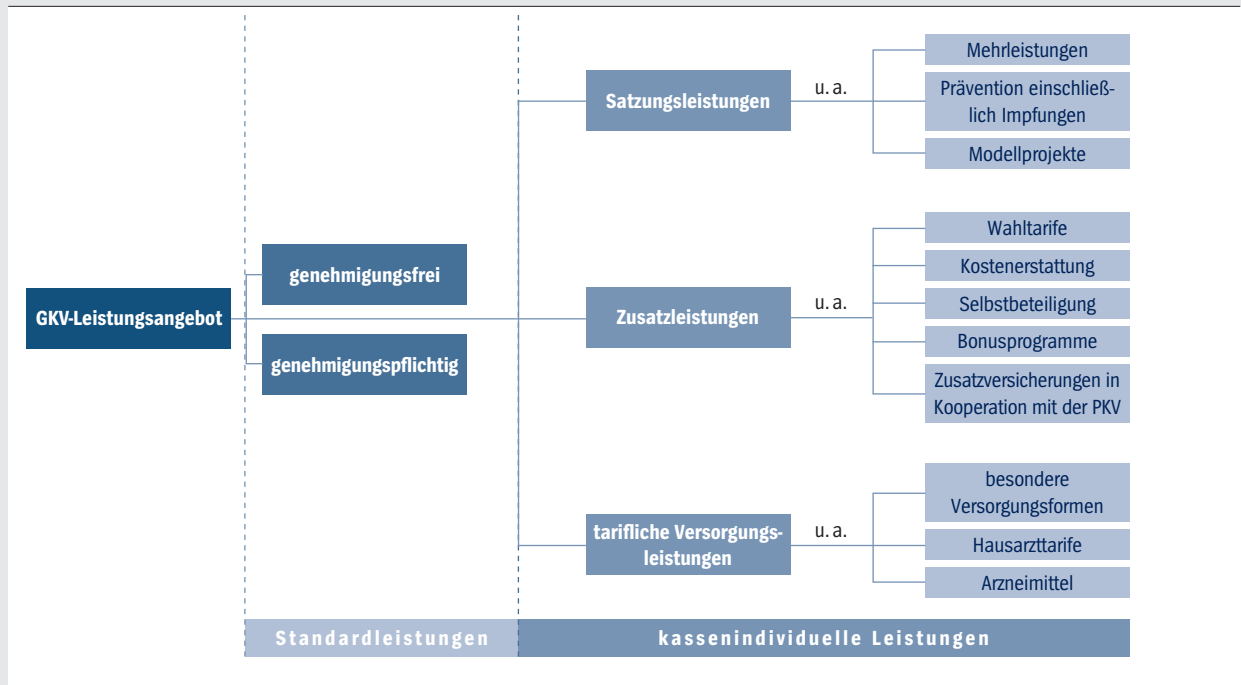 GKV-Leistungsangebot
genehmigungsfrei
genehmigungspflichtig
Satzungsleistungen
u. a.
Mehrleistungen
Prävention einschließ-
lich Impfungen
Modellprojekte
Zusatzleistungen
u. a.
Wahltarife
Kostenerstattung
Selbstbeteiligung
Bonusprogramme
Zusatzversicherungen in
Kooperation mit der PKV
tarifliche Versorgungs-
leistungen
u. a.
besondere
Versorgungsformen
Hausarzttarife
Arzneimittel
Standardleistungen
kassenindividuelle Leistungen